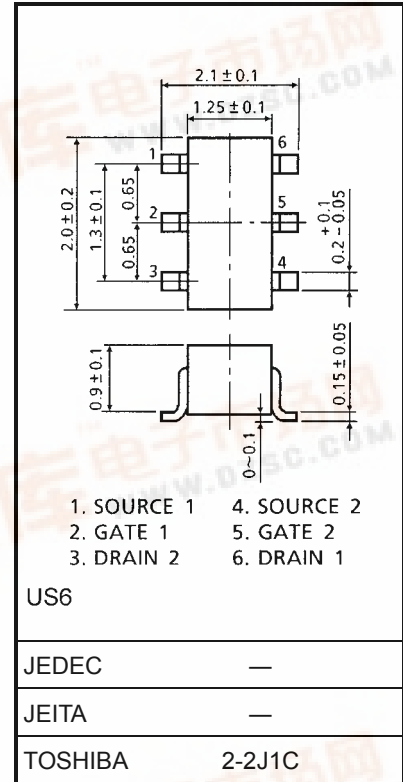 2.1±0.1
1.25±0.1
1 6
2 5
3 4
2.0±0.2
1.3±0.1
0.65
0.65
+0.1
0.2-0.05
0.9±0.1
0~0.1
0.15±0.05
1. SOURCE 1 4. SOURCE 2
2. GATE 1 5. GATE 2
3. DRAIN 2 6. DRAIN 1
US6
JEDEC —
JEITA —
TOSHIBA 2-2J1C